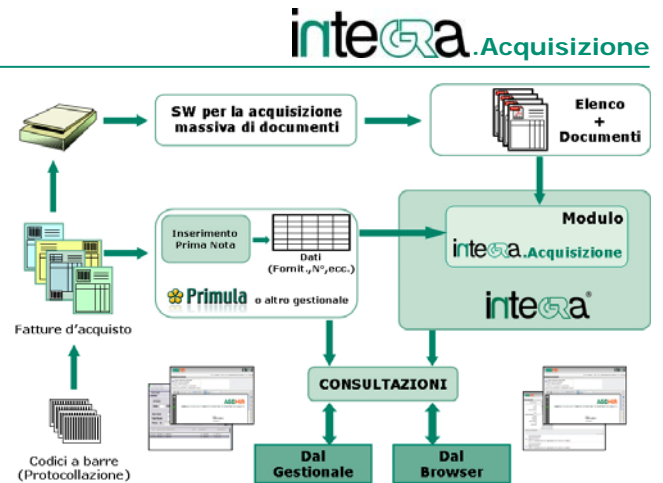 integra.Acquisizione
SW per la acquisizione
massiva di documenti
Elenco
+
Documenti
Inserimento
Prima Nota
Dati
(Fornit.,N°,ecc.)
Primula o altro gestionale
Modulo
integra.Acquisizione
integra®
Fatture d'acquisto
CONSULTAZIONI
Codici a barre
(Protocollazione)
Dal
Gestionale
Dal
Browser